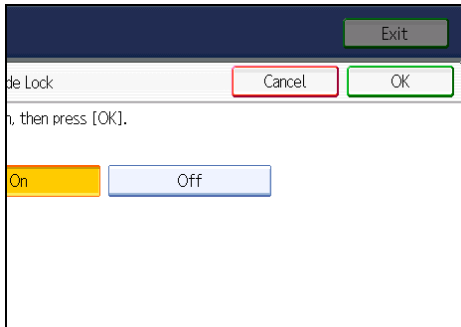 Exit
de Lock Cancel OK
n, then press [OK].
On Off